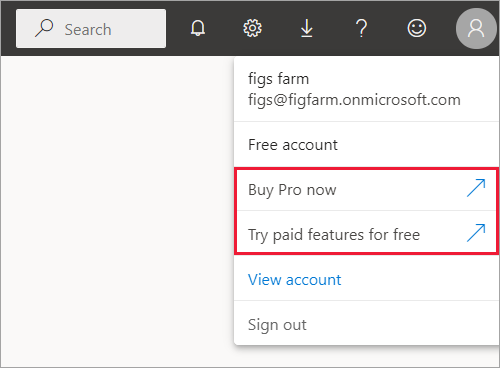 Search
figs farm
figs@figfarm.onmicrosoft.com
Free account
Buy Pro now
Try paid features for free
View account
Sign out